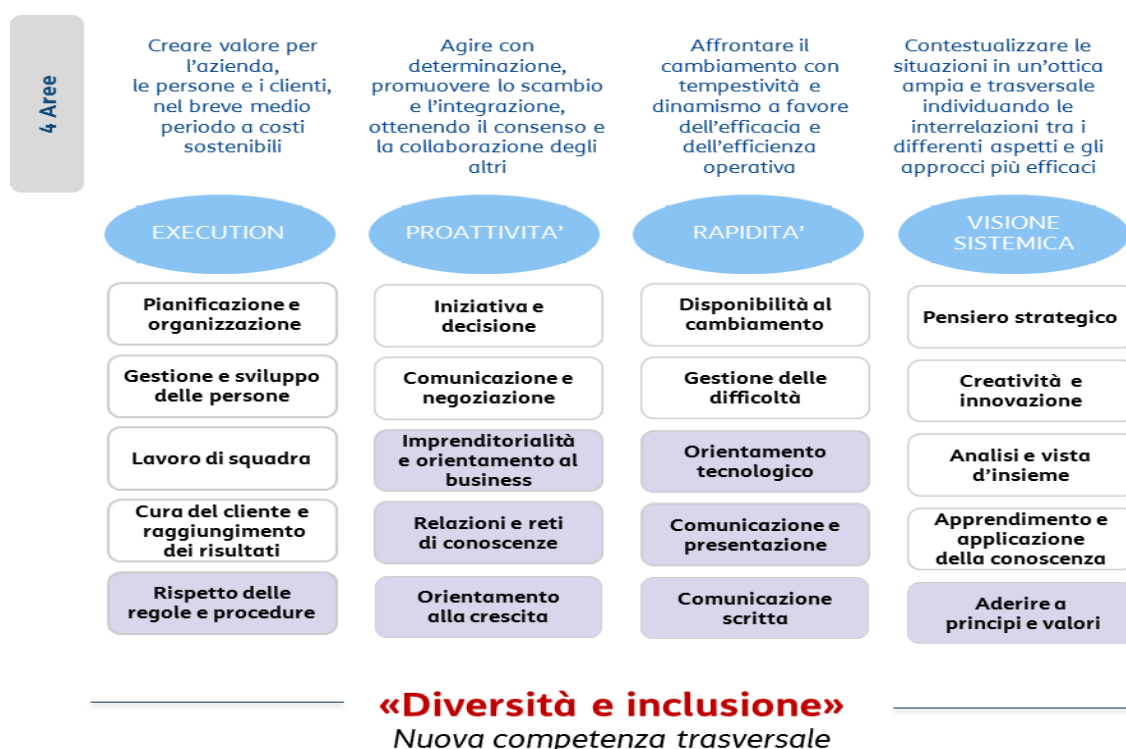 4 Aree
Creare valore per
l'azienda,
le persone e i clienti,
nel breve medio
periodo a costi
sostenibili
Agire con
determinazione,
promuovere lo scambio
e l'integrazione,
ottenendo il consenso e
la collaborazione degli
altri
Affrontare il
cambiamento con
tempestività e
dinamismo a favore
dell'efficacia e
dell'efficienza
operativa
Contestualizzare le
situazioni in un'ottica
ampia e trasversale
individuando le
interrelazioni tra i
differenti aspetti e gli
approcci più efficaci
EXECUTION
PROATTIVITA'
RAPIDITA'
VISIONE
SISTEMICA
Pianificazione e
organizzazione
Gestione e sviluppo
delle persone
Lavoro di squadra
Cura del cliente e
raggiungimento
dei risultati
Rispetto delle
regole e procedure
Iniziativa e
decisione
Comunicazione e
negoziazione
Imprenditorialità
e orientamento al
business
Relazioni e reti
di conoscenze
Orientamento
alla crescita
Disponibilità al
cambiamento
Gestione delle
difficoltà
Orientamento
tecnologico
Comunicazione e
presentazione
Comunicazione
scritta
Pensiero strategico
Creatività e
innovazione
Analisi e vista
d'insieme
Apprendimento e
applicazione
della conoscenza
Aderire a
principi e valori
«Diversità e inclusione»
Nuova competenza trasversale